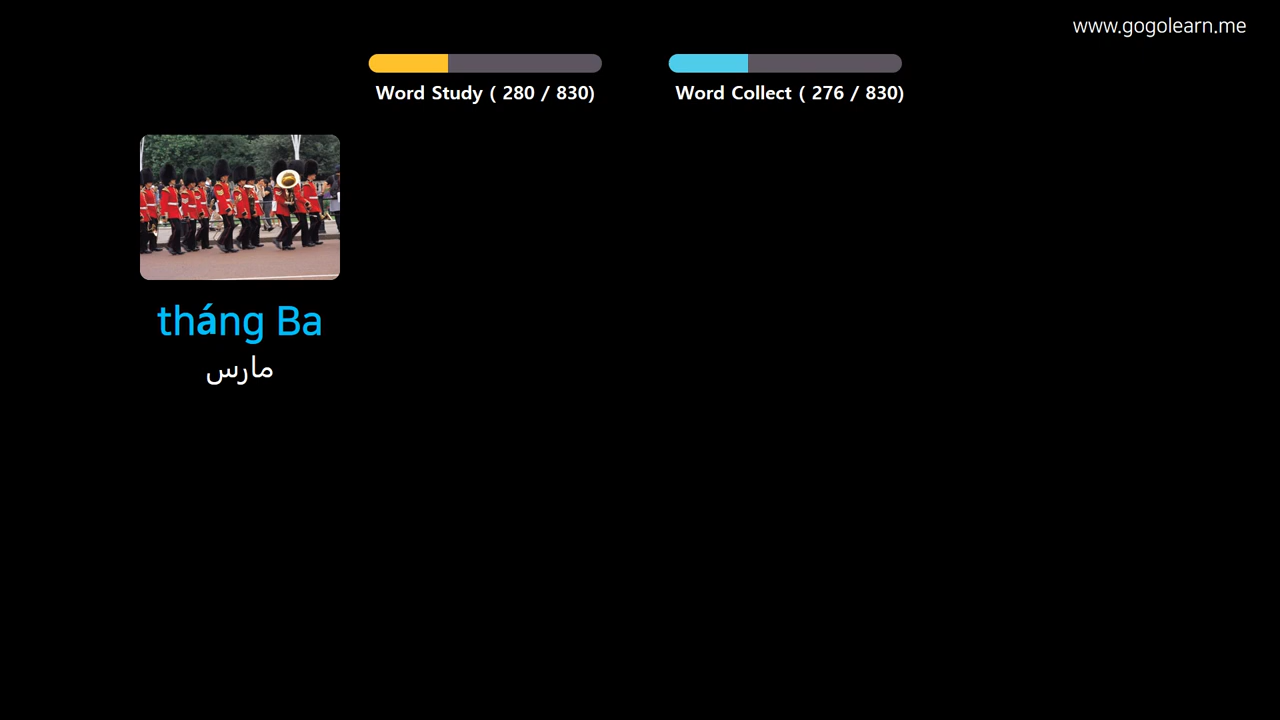 www.gogolearn.me
Word Study ( 280 / 830)
Word Collect ( 276 / 830)
tháng Ba
مارس